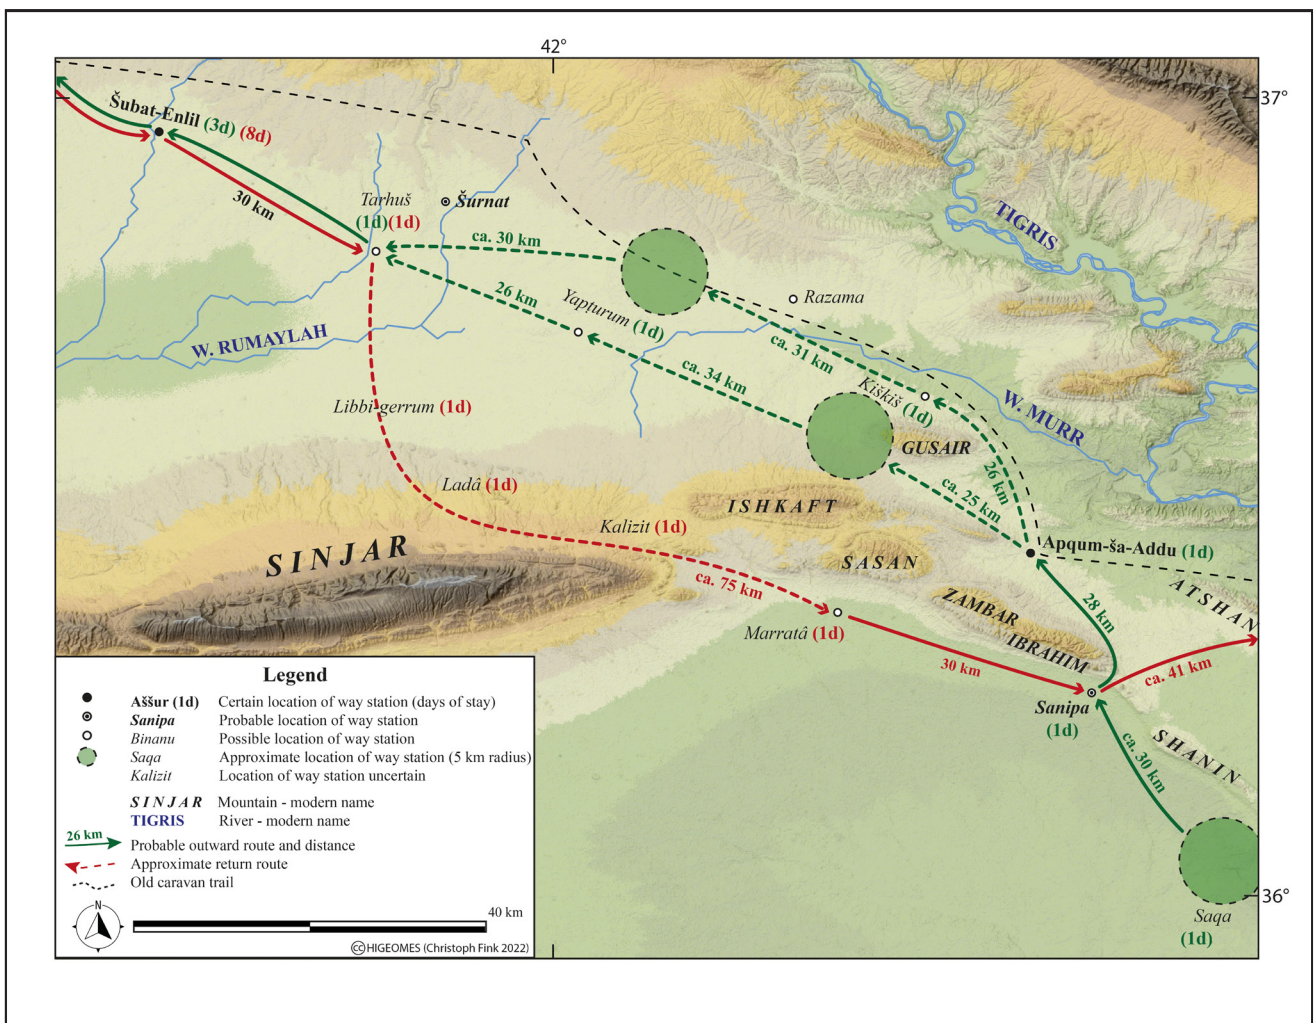 42°
37°
Šubat-Enlil (3d) (8d)
30 km
Tarhuš
(1d)(1d)
Šurnat
ca. 30 km
26 km
Yapturum (1d)
Razama
TIGRIS
W. RUMAYLAH
ca. 31 km
ca. 34 km
Kiškiš (1d)
W. MURR
Libbi-gerrum (1d)
GUSAIR
26 km
ca. 25 km
Ladâ (1d)
ISHKAFT
Kalizit (1d)
SINJAR
SASAN
Apqum-ša-Addu (1d)
ca. 75 km
ATSHAN
ZAMBAR
28 km
Marratâ (1d)
IBRAHIM
30 km
ca. 41 km
Sanipa
(1d)
ca. 30 km
SHANIN
36°
Saqa
(1d)
Legend
Aššur (1d) Certain location of way station (days of stay)
Sanipa Probable location of way station
Binanu Possible location of way station
Saqa Approximate location of way station (5 km radius)
Kalizit Location of way station uncertain
SINJAR Mountain - modern name
TIGRIS River - modern name
26 km Probable outward route and distance
Approximate return route
Old caravan trail
N
40 km
cc HIGEOMES (Christoph Fink 2022)